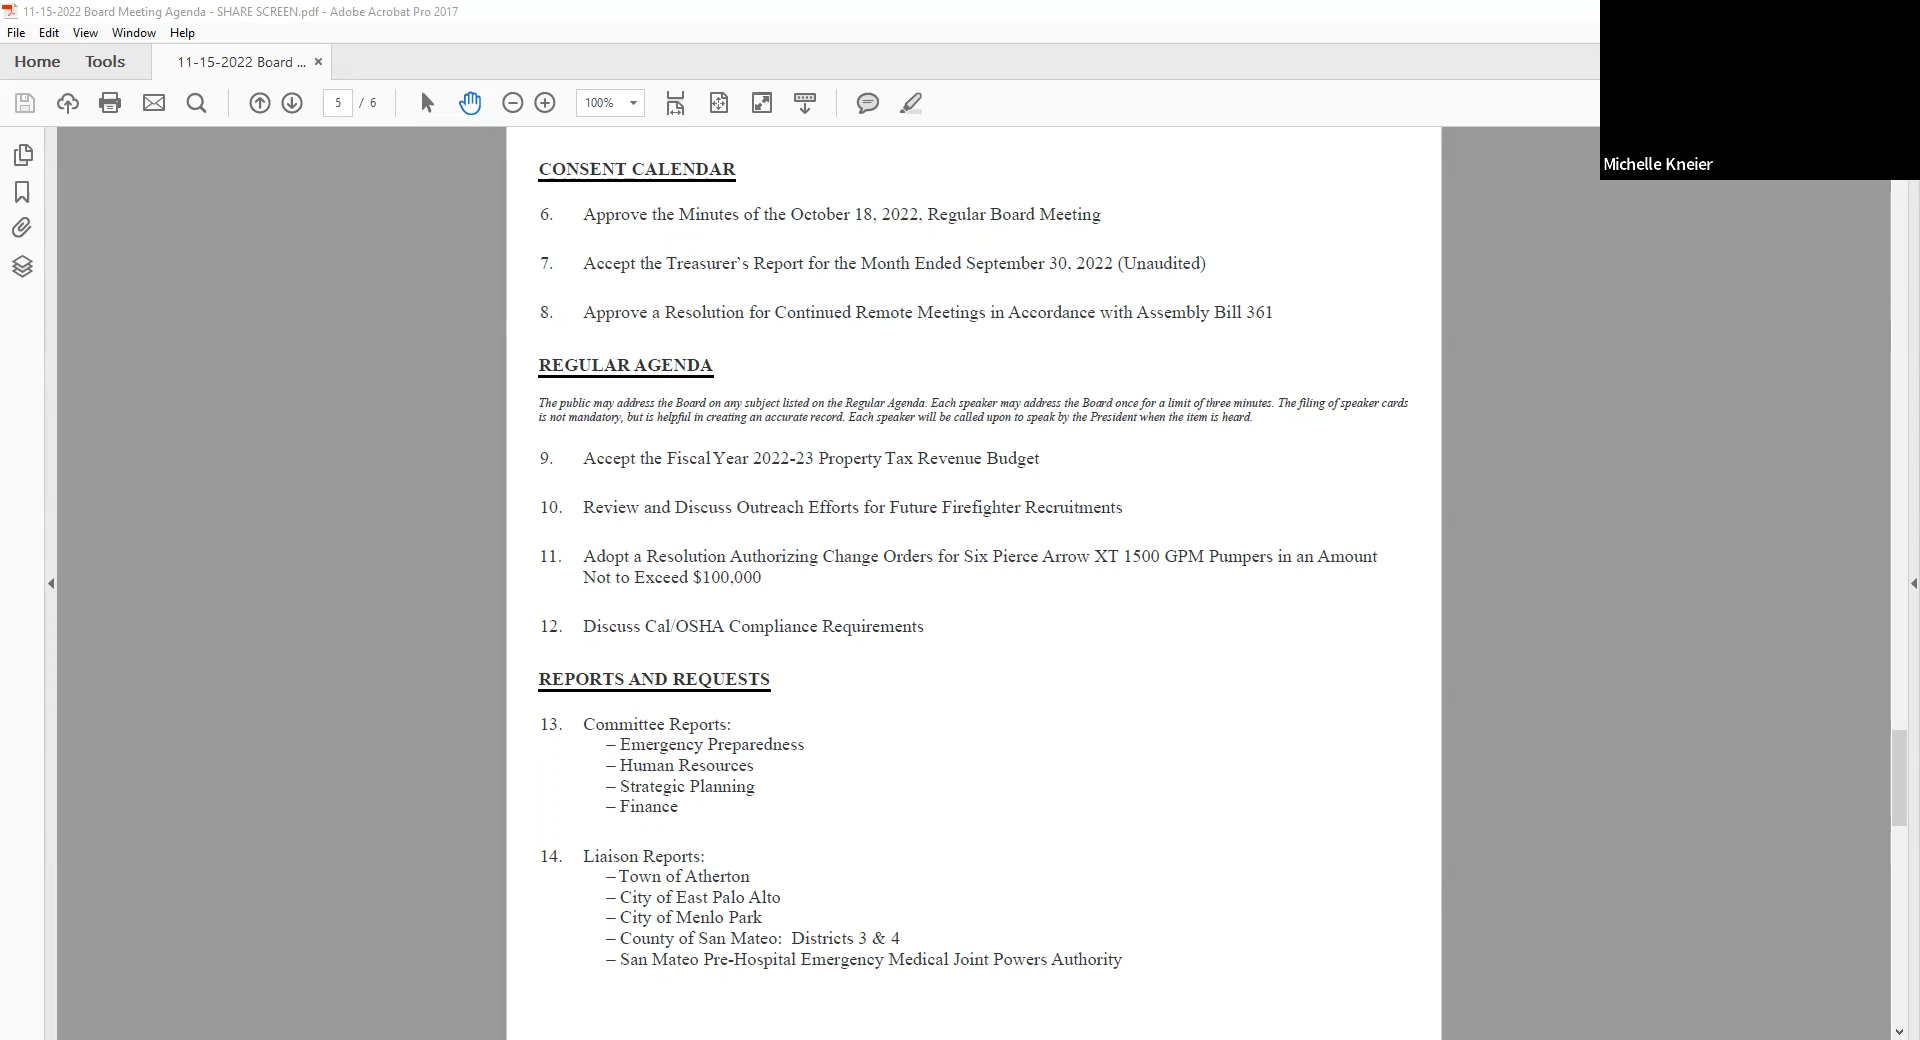 11-15-2022 Board Meeting Agenda - SHARE SCREEN.pdf - Adobe Acrobat Pro 2017
File Edit View Window Help
Home Tools 11-15-2022 Board ... ×
5 / 6 100%
Michelle Kneier
CONSENT CALENDAR
6. Approve the Minutes of the October 18, 2022, Regular Board Meeting
7. Accept the Treasurer's Report for the Month Ended September 30, 2022 (Unaudited)
8. Approve a Resolution for Continued Remote Meetings in Accordance with Assembly Bill 361
REGULAR AGENDA
The public may address the Board on any subject listed on the Regular Agenda. Each speaker may address the Board once for a limit of three minutes. The filing of speaker cards
is not mandatory, but is helpful in creating an accurate record. Each speaker will be called upon to speak by the President when the item is heard.
9. Accept the Fiscal Year 2022-23 Property Tax Revenue Budget
10. Review and Discuss Outreach Efforts for Future Firefighter Recruitments
11. Adopt a Resolution Authorizing Change Orders for Six Pierce Arrow XT 1500 GPM Pumpers in an Amount
Not to Exceed $100,000
12. Discuss Cal/OSHA Compliance Requirements
REPORTS AND REQUESTS
13. Committee Reports:
– Emergency Preparedness
– Human Resources
– Strategic Planning
– Finance
14. Liaison Reports:
– Town of Atherton
– City of East Palo Alto
– City of Menlo Park
– County of San Mateo: Districts 3 & 4
– San Mateo Pre-Hospital Emergency Medical Joint Powers Authority